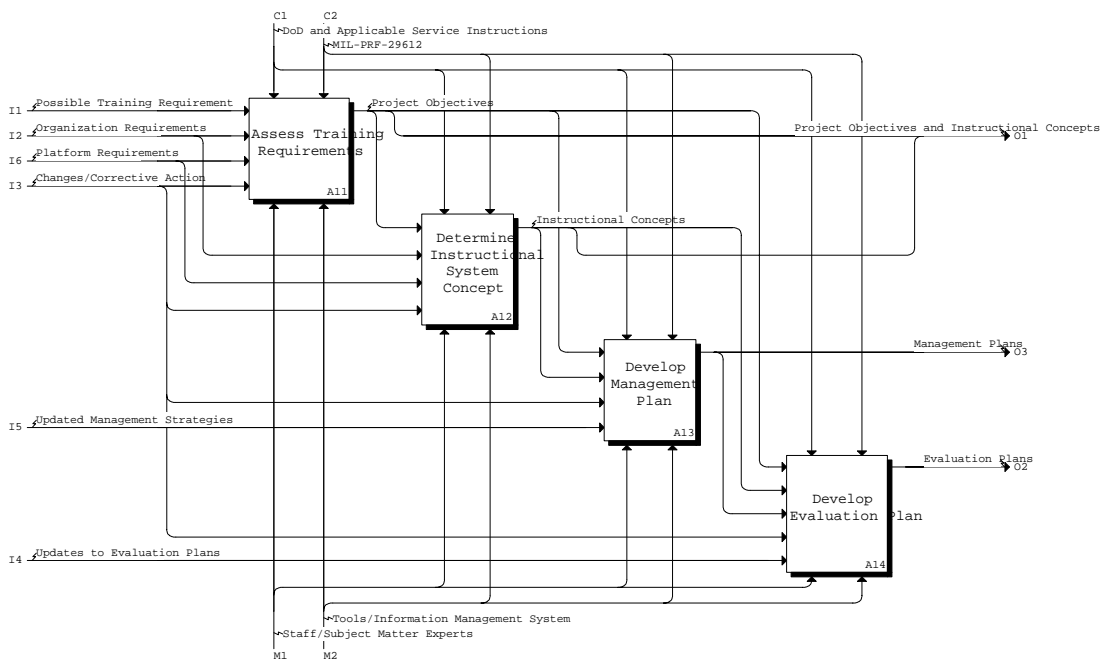 C1
C2
DoD and Applicable Service Instructions
MIL-PRF-29612
I1
Possible Training Requirement
Project Objectives
I2
Organization Requirements
Assess Training
Requirements
Project Objectives and Instructional Concepts
O1
I6
Platform Requirements
I3
Changes/Corrective Action
A11
Instructional Concepts
Determine
Instructional
System
Concept
A12
Management Plans
O3
Develop
Management
Plan
I5
Updated Management Strategies
A13
Evaluation Plans
O2
Develop
Evaluation Plan
I4
Updates to Evaluation Plans
A14
Tools/Information Management System
Staff/Subject Matter Experts
M1
M2